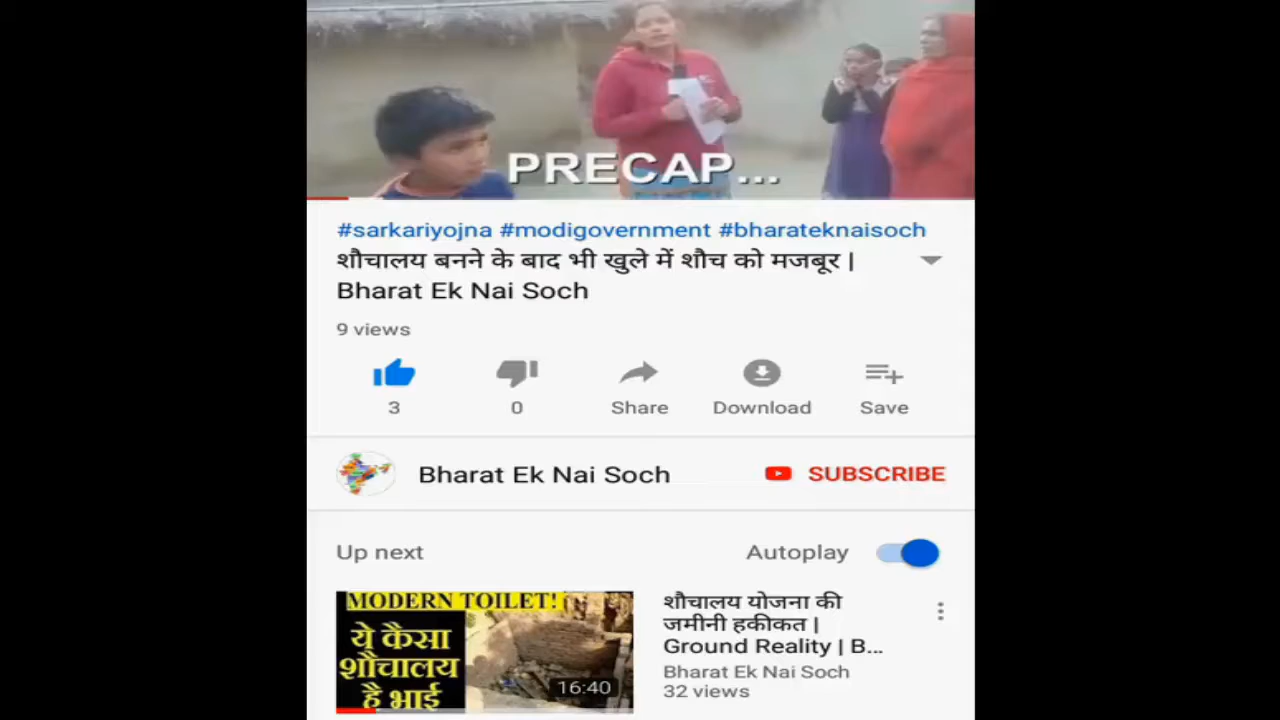 PRECAP...
#sarkariyojna #modigovernment #bharateknaisoch
शौचालय बनने के बाद भी खुले में शौच को मजबूर |
Bharat Ek Nai Soch
9 views
3 0 Share Download Save
Bharat Ek Nai Soch SUBSCRIBE
Up next Autoplay
MODERN TOILET!
ये कैसा
शौचालय
है भाई
16:40
शौचालय योजना की
जमीनी हकीकत |
Ground Reality | B...
Bharat Ek Nai Soch
32 views